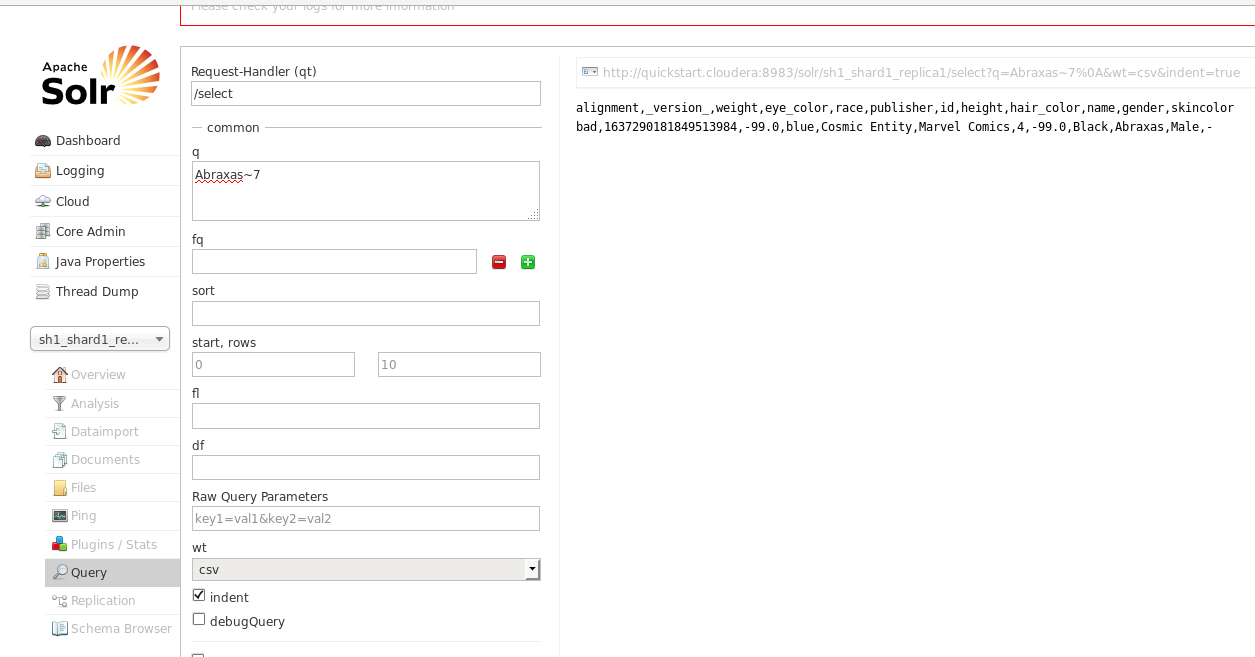 Please check your logs for more information
Apache
Solr
Dashboard
Logging
Cloud
Core Admin
Java Properties
Thread Dump
sh1_shard1_re...
Overview
Analysis
Dataimport
Documents
Files
Ping
Plugins / Stats
Query
Replication
Schema Browser
Request-Handler (qt)
/select
common
q
Abraxas~7
fq
sort
start, rows
0 10
fl
df
Raw Query Parameters
key1=val1&key2=val2
wt
csv
indent
debugQuery
http://quickstart.cloudera:8983/solr/sh1_shard1_replica1/select?q=Abraxas~7%0A&wt=csv&indent=true
alignment,_version_,weight,eye_color,race,publisher,id,height,hair_color,name,gender,skincolor
bad,1637290181849513984,-99.0,blue,Cosmic Entity,Marvel Comics,4,-99.0,Black,Abraxas,Male,-